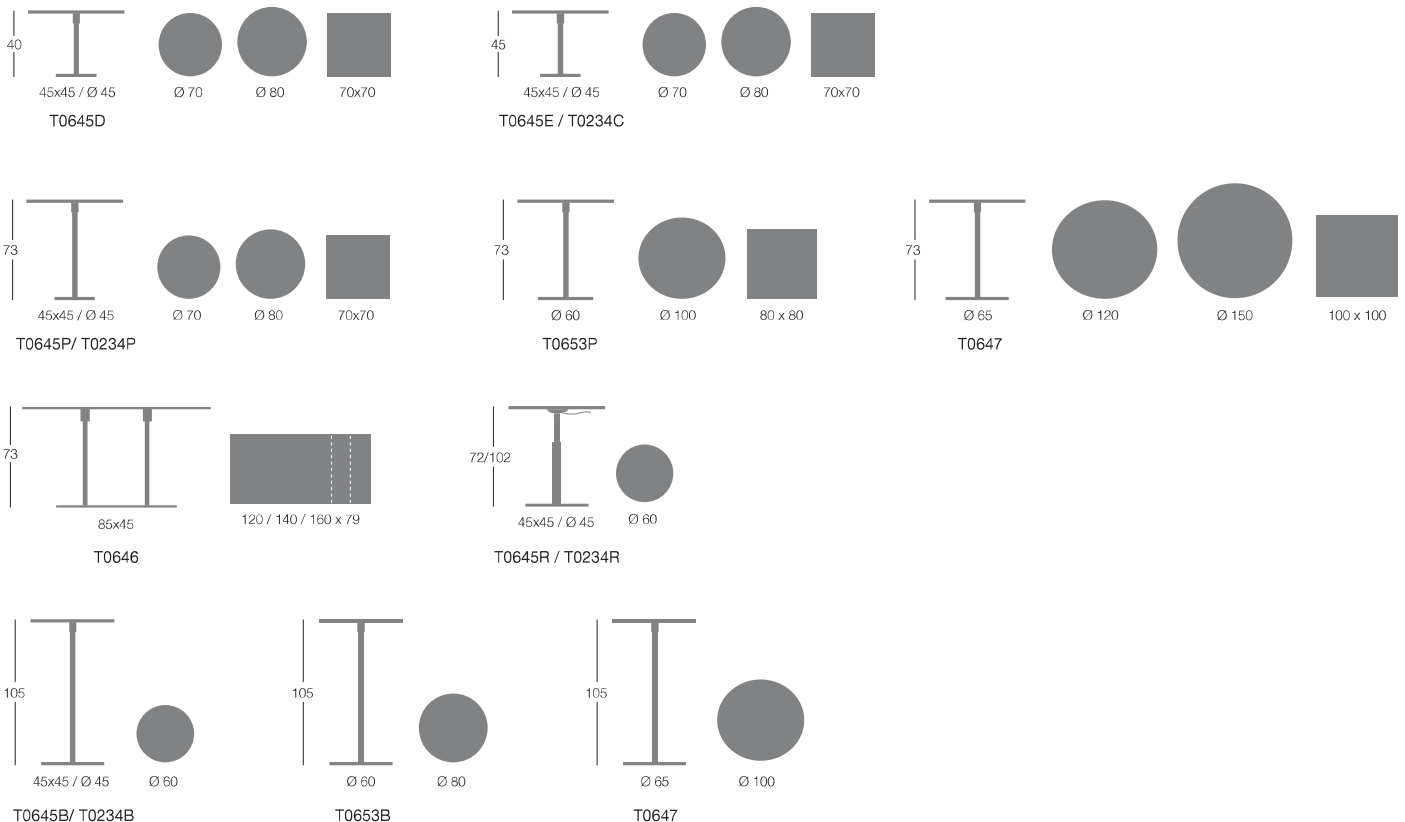 40
45x45 / Ø 45
Ø 70
Ø 80
70x70
T0645D
45
45x45 / Ø 45
Ø 70
Ø 80
70x70
T0645E / T0234C
73
45x45 / Ø 45
Ø 70
Ø 80
70x70
T0645P/ T0234P
73
Ø 60
Ø 100
80 x 80
T0653P
73
Ø 65
Ø 120
Ø 150
100 x 100
T0647
73
85x45
120 / 140 / 160 x 79
T0646
72/102
45x45 / Ø 45
Ø 60
T0645R / T0234R
105
45x45 / Ø 45
Ø 60
T0645B/ T0234B
105
Ø 60
Ø 80
T0653B
105
Ø 65
Ø 100
T0647